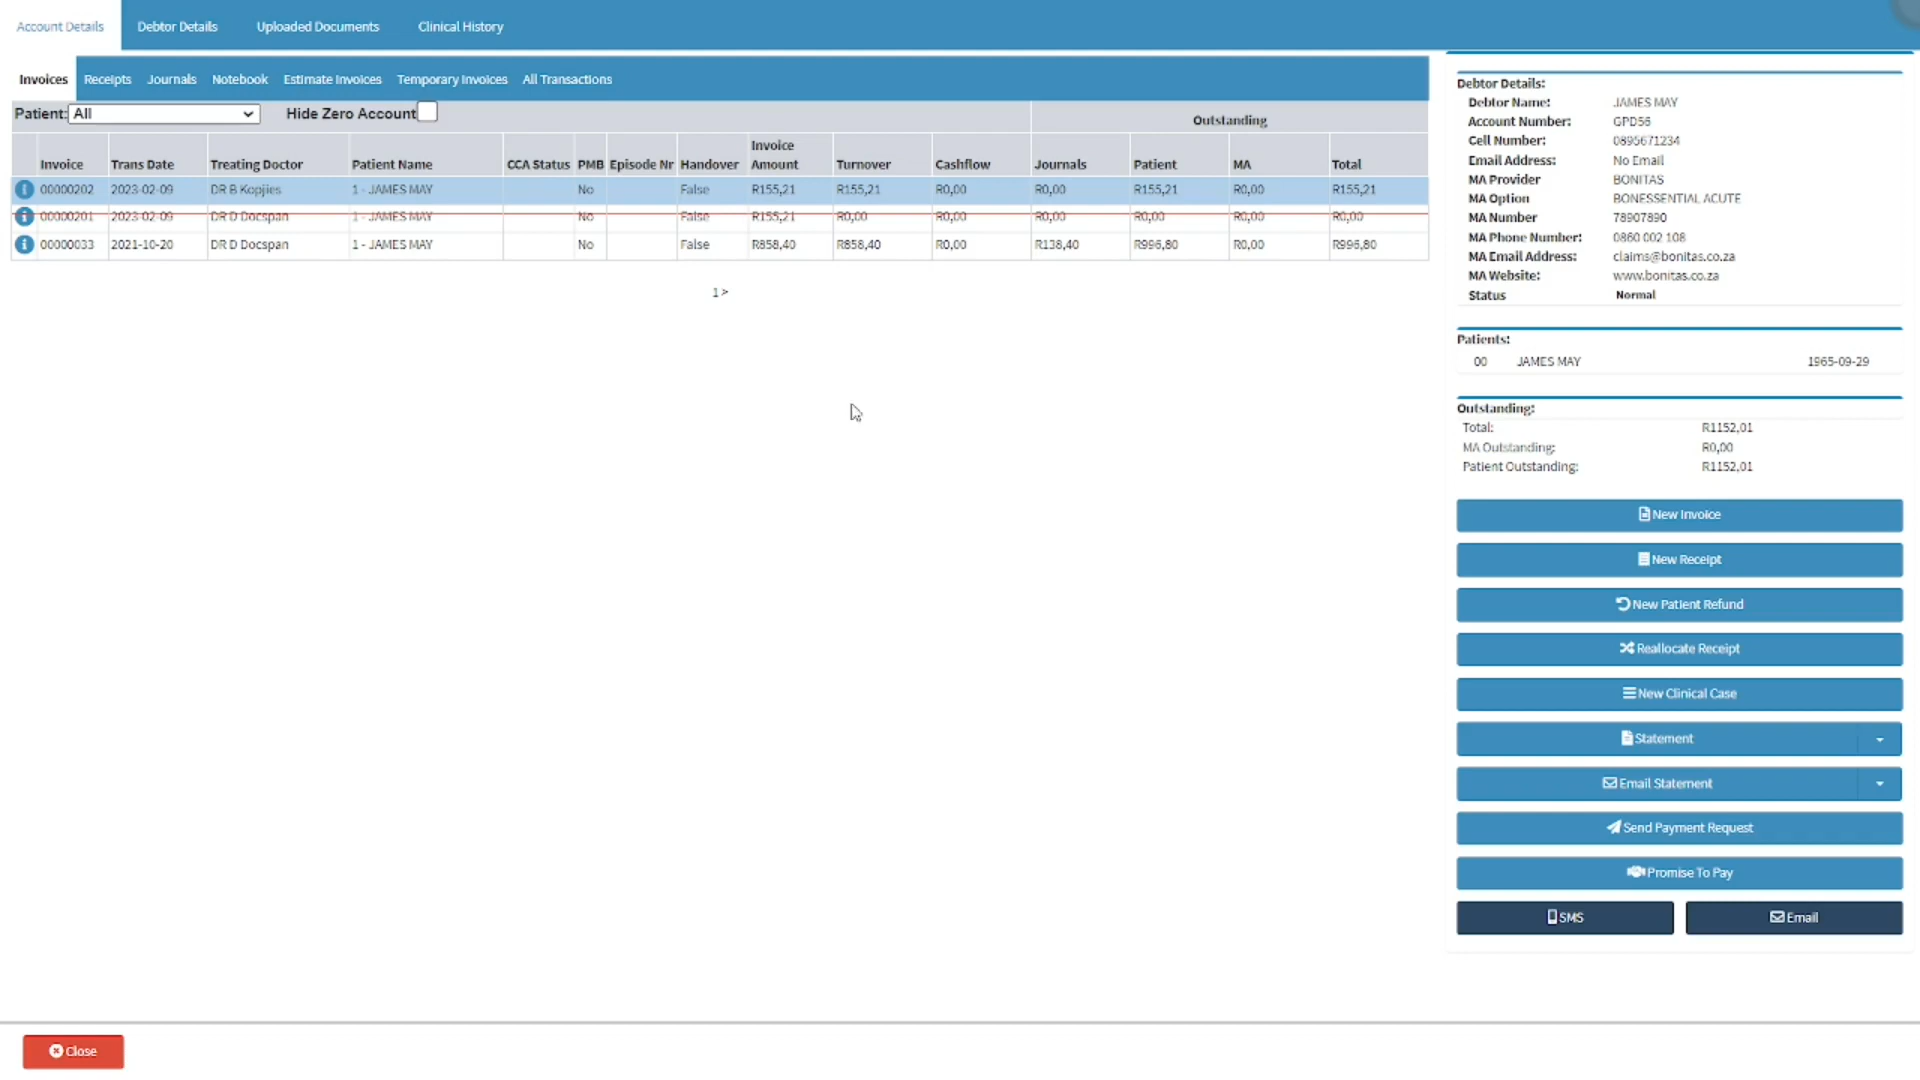 Account Details Debtor Details Uploaded Documents Clinical History
Invoices Receipts Journals Notebook Estimate Invoices Temporary Invoices All Transactions
Patient: All Hide Zero Account
Outstanding
Invoice Trans Date Treating Doctor Patient Name CCA Status PMB Episode Nr Handover Invoice Amount Turnover Cashflow Journals Patient MA Total
00000202 2023-02-09 DR B Kopjies 1 - JAMES MAY No False R155,21 R155,21 R0,00 R0,00 R155,21 R0,00 R155,21
00000201 2023-02-09 DR D Docspan 1 - JAMES MAY No False R155,21 R0,00 R0,00 R0,00 R0,00 R0,00 R0,00
00000033 2021-10-20 DR D Docspan 1 - JAMES MAY No False R858,40 R858,40 R0,00 R138,40 R996,80 R0,00 R996,80
1 >
Debtor Details:
Debtor Name: JAMES MAY
Account Number: GPD56
Cell Number: 0895671234
Email Address: No Email
MA Provider BONITAS
MA Option BONESSENTIAL ACUTE
MA Number 78907890
MA Phone Number: 0860 002 108
MA Email Address: claims@bonitas.co.za
MA Website: www.bonitas.co.za
Status Normal
Patients:
00 JAMES MAY 1965-09-29
Outstanding:
Total: R1152,01
MA Outstanding: R0,00
Patient Outstanding: R1152,01
New Invoice
New Receipt
New Patient Refund
Reallocate Receipt
New Clinical Case
Statement
Email Statement
Send Payment Request
Promise To Pay
SMS Email
Close